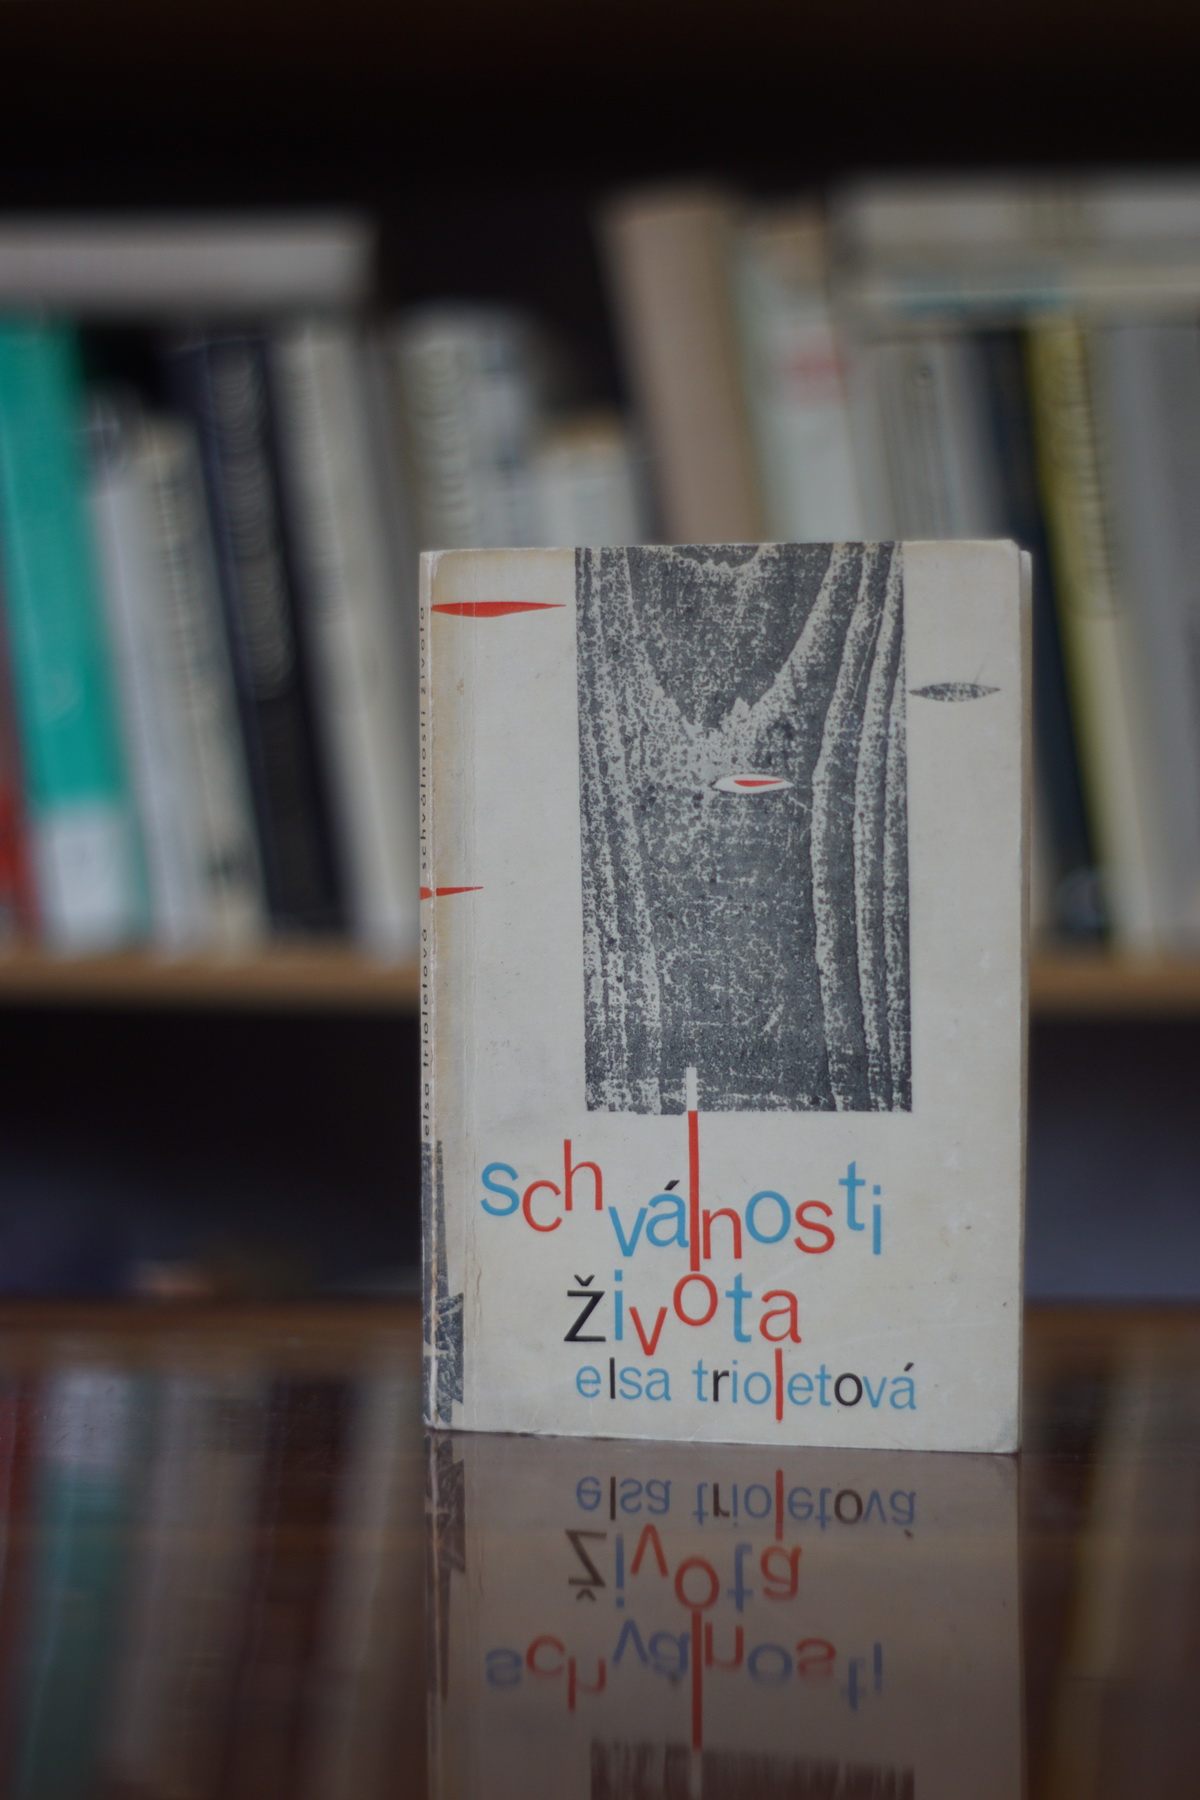 schválnosti
života
elsa trioletová
elsa trioletová schválnosti života